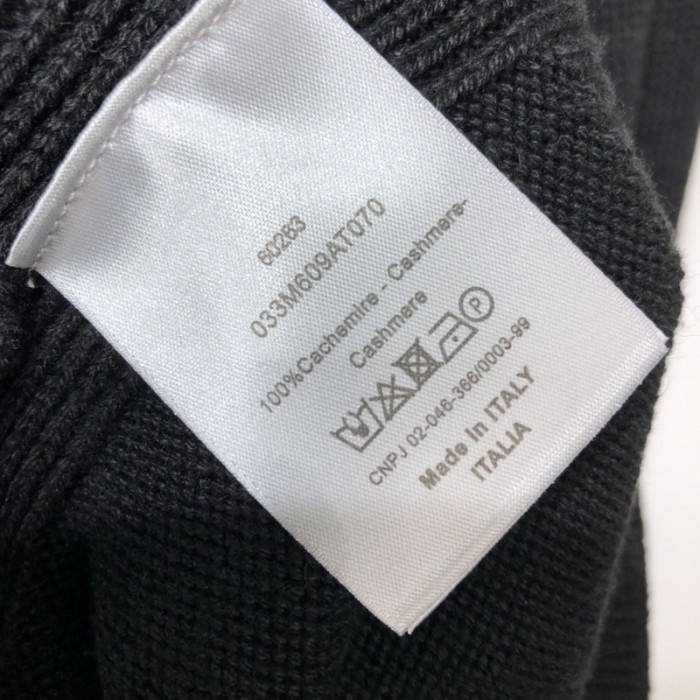 60263
033M609AT070
100%Cachemire - Cashmere-
Cashmere
P
CNPJ 02-046-366/0003-99
Made In ITALY
ITALIA